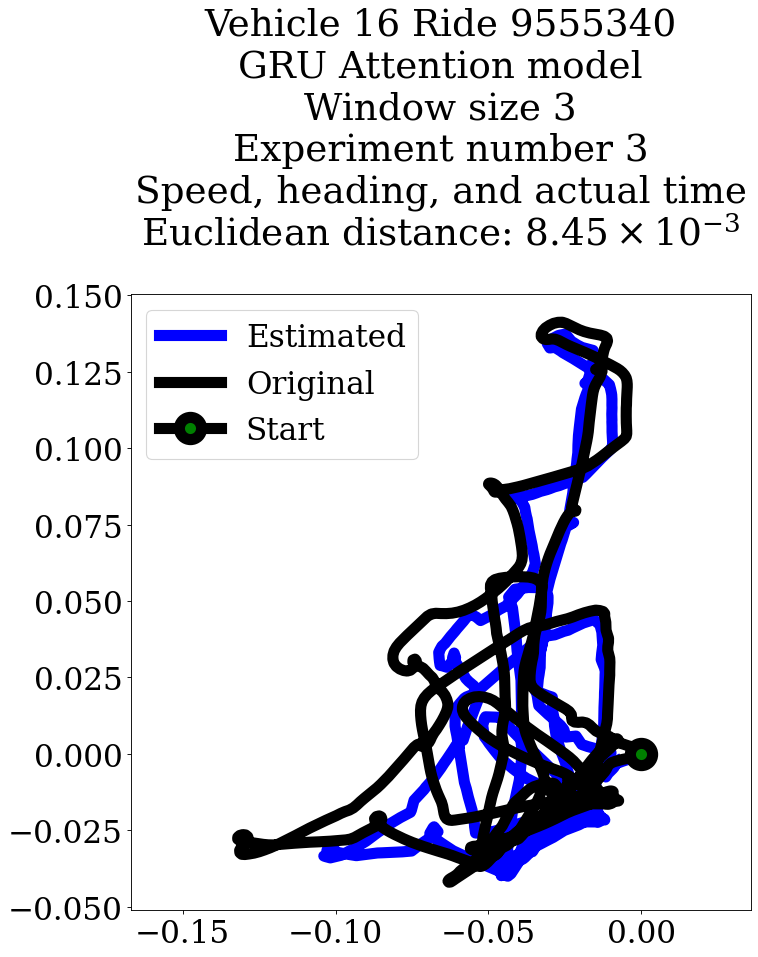 Vehicle 16 Ride 9555340
GRU Attention model
Window size 3
Experiment number 3
Speed, heading, and actual time
Euclidean distance: 8.45 × 10⁻³
0.150
0.125
0.100
0.075
0.050
0.025
0.000
−0.025
−0.050
Estimated
Original
Start
−0.15
−0.10
−0.05
0.00